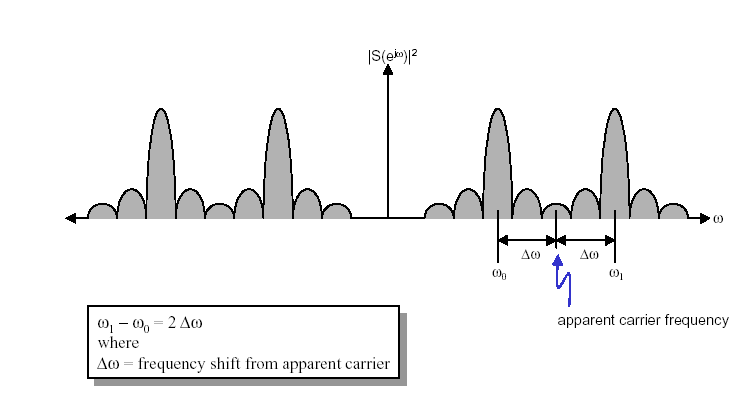 |S(e^jω)|²
ω
Δω Δω
ω₀ ω₁
apparent carrier frequency
ω₁ – ω₀ = 2 Δω
where
Δω = frequency shift from apparent carrier